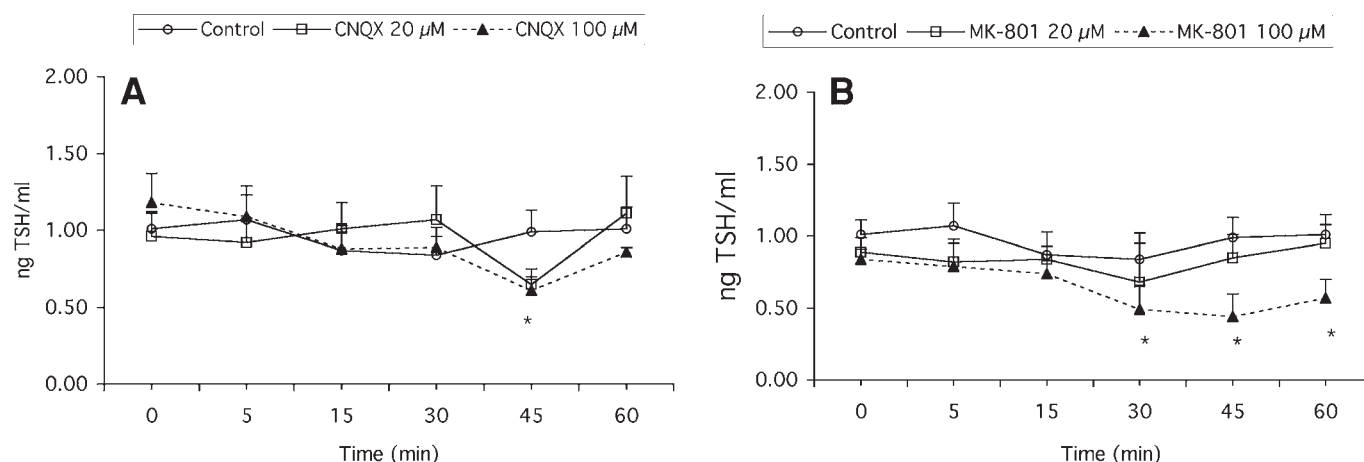 Control CNQX 20 µM CNQX 100 µM
A
2.00
1.50
1.00
0.50
0.00
ng TSH/ml
*
0 5 15 30 45 60
Time (min)
Control MK-801 20 µM MK-801 100 µM
B
2.00
1.50
1.00
0.50
0.00
ng TSH/ml
* * *
0 5 15 30 45 60
Time (min)